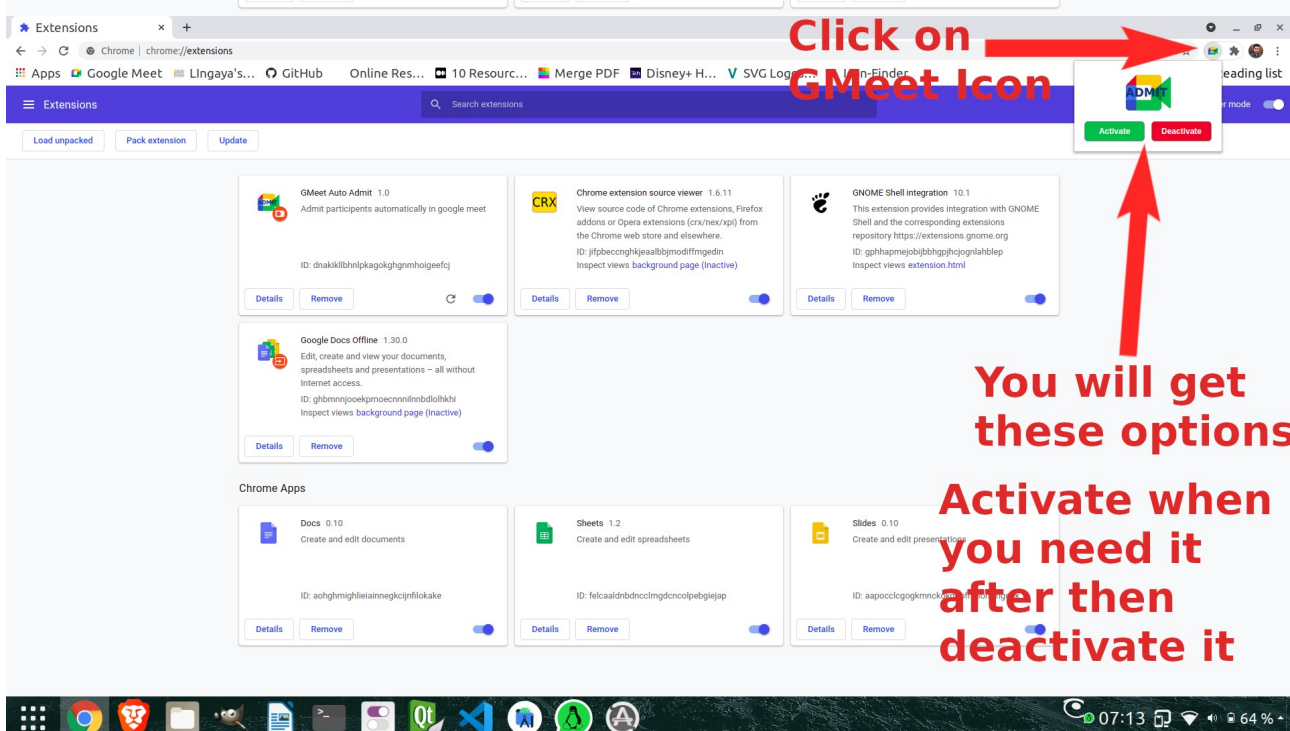 Extensions
Click on
GMeet Icon
Chrome | chrome://extensions
Apps Google Meet LIngaya's... GitHub Online Res... 10 Resourc... Merge PDF Disney+ H... SVG Logos...
Extensions
Search extensions
ADMIT
Activate Deactivate
Load unpacked Pack extension Update
GMeet Auto Admit 1.0
Admit participants automatically in google meet
ID: dnakikllbhnlpkagokghgnmhoigeefcj
Details Remove
CRX
Chrome extension source viewer 1.6.11
View source code of Chrome extensions, Firefox
addons or Opera extensions (crx/nex/xpi) from
the Chrome web store and elsewhere.
ID: jifpbeccnghkjeaalbbjmodiffmgedin
Inspect views background page (Inactive)
Details Remove
GNOME Shell integration 10.1
This extension provides integration with GNOME
Shell and the corresponding extensions
repository https://extensions.gnome.org
ID: gphhapmejobijbbhgpjhcjognlahblep
Inspect views extension.html
Details Remove
Google Docs Offline 1.30.0
Edit, create and view your documents,
spreadsheets and presentations – all without
Internet access.
ID: ghbmnnjooekpmoecnnnilnnbdlolhkhi
Inspect views background page (Inactive)
Details Remove
You will get
these options
Chrome Apps
Docs 0.10
Create and edit documents
ID: aohghmighlieiainnegkcijnfilokake
Details Remove
Sheets 1.2
Create and edit spreadsheets
ID: felcaaldnbdncclmgdcncolpebgiejap
Details Remove
Slides 0.10
Create and edit presentations
Details Remove
Activate when
you need it
after then
deactivate it
07:13 64 %